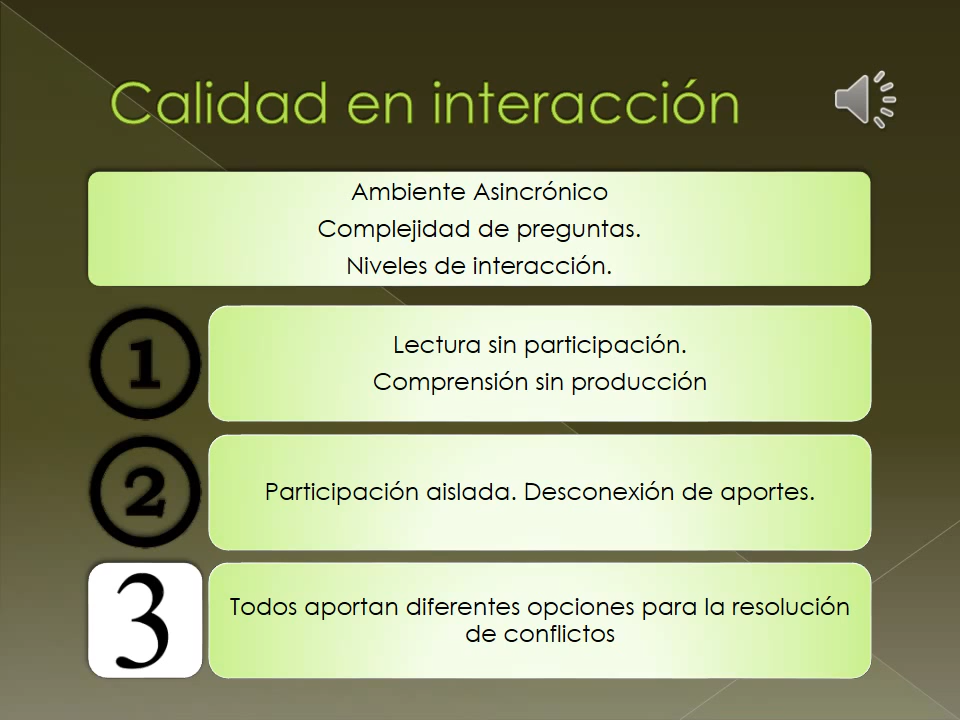 Calidad en interacción
Ambiente Asincrónico
Complejidad de preguntas.
Niveles de interacción.
1
Lectura sin participación.
Comprensión sin producción
2
Participación aislada. Desconexión de aportes.
3
Todos aportan diferentes opciones para la resolución
de conflictos